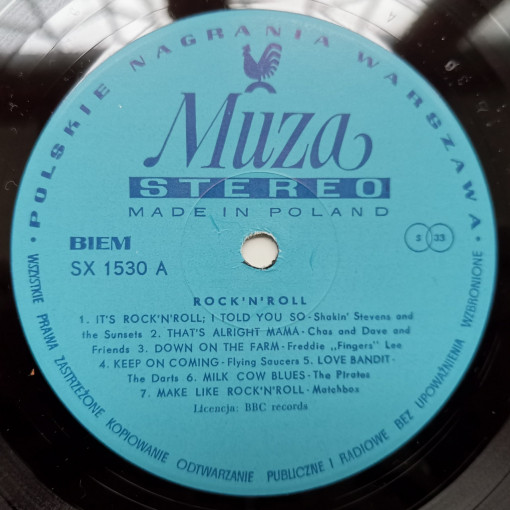 • POLSKIE NAGRANIA WARSZAWA •
Muza
STEREO
MADE IN POLAND
BIEM
SX 1530 A
S 33
ROCK'N'ROLL
1. IT'S ROCK'N'ROLL; I TOLD YOU SO - Shakin' Stevens and
the Sunsets 2. THAT'S ALRIGHT MAMA - Chas and Dave and
Friends 3. DOWN ON THE FARM - Freddie „Fingers" Lee
4. KEEP ON COMING - Flying Saucers 5. LOVE BANDIT -
The Darts 6. MILK COW BLUES - The Pirates
7. MAKE LIKE ROCK'N'ROLL - Matchbox
Licencja: BBC records
WSZYSTKIE PRAWA ZASTRZEŻONE KOPIOWANIE ODTWARZANIE PUBLICZNE I RADIOWE BEZ UPOWAŻNIENIA WZBRONIONE